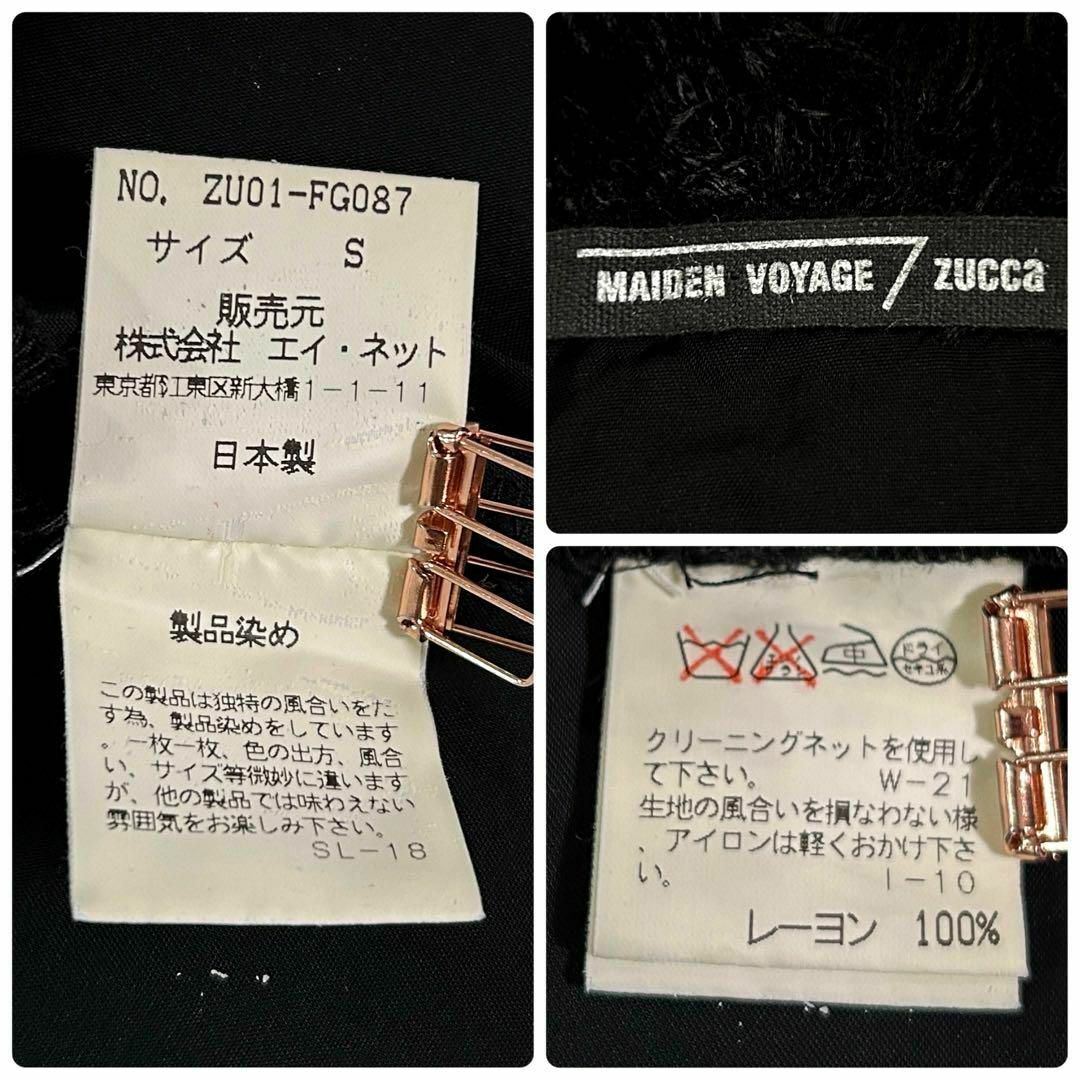 NO. ZU01-FG087
サイズ S
販売元
株式会社 エイ・ネット
東京都江東区新大橋1-1-11
日本製
製品染め
この製品は独特の風合いをだ
す為、製品染めをしています
。一枚一枚、色の出方、風合
い、サイズ等微妙に違います
が、他の製品では味わえない
雰囲気をお楽しみ下さい。
SL-18
MAIDEN VOYAGE / ZUCCa
エンソ
中
ドライ
セキユ系
クリーニングネットを使用し
て下さい。 W-21
生地の風合いを損なわない様
、アイロンは軽くおかけ下さ
い。 I-10
レーヨン 100%